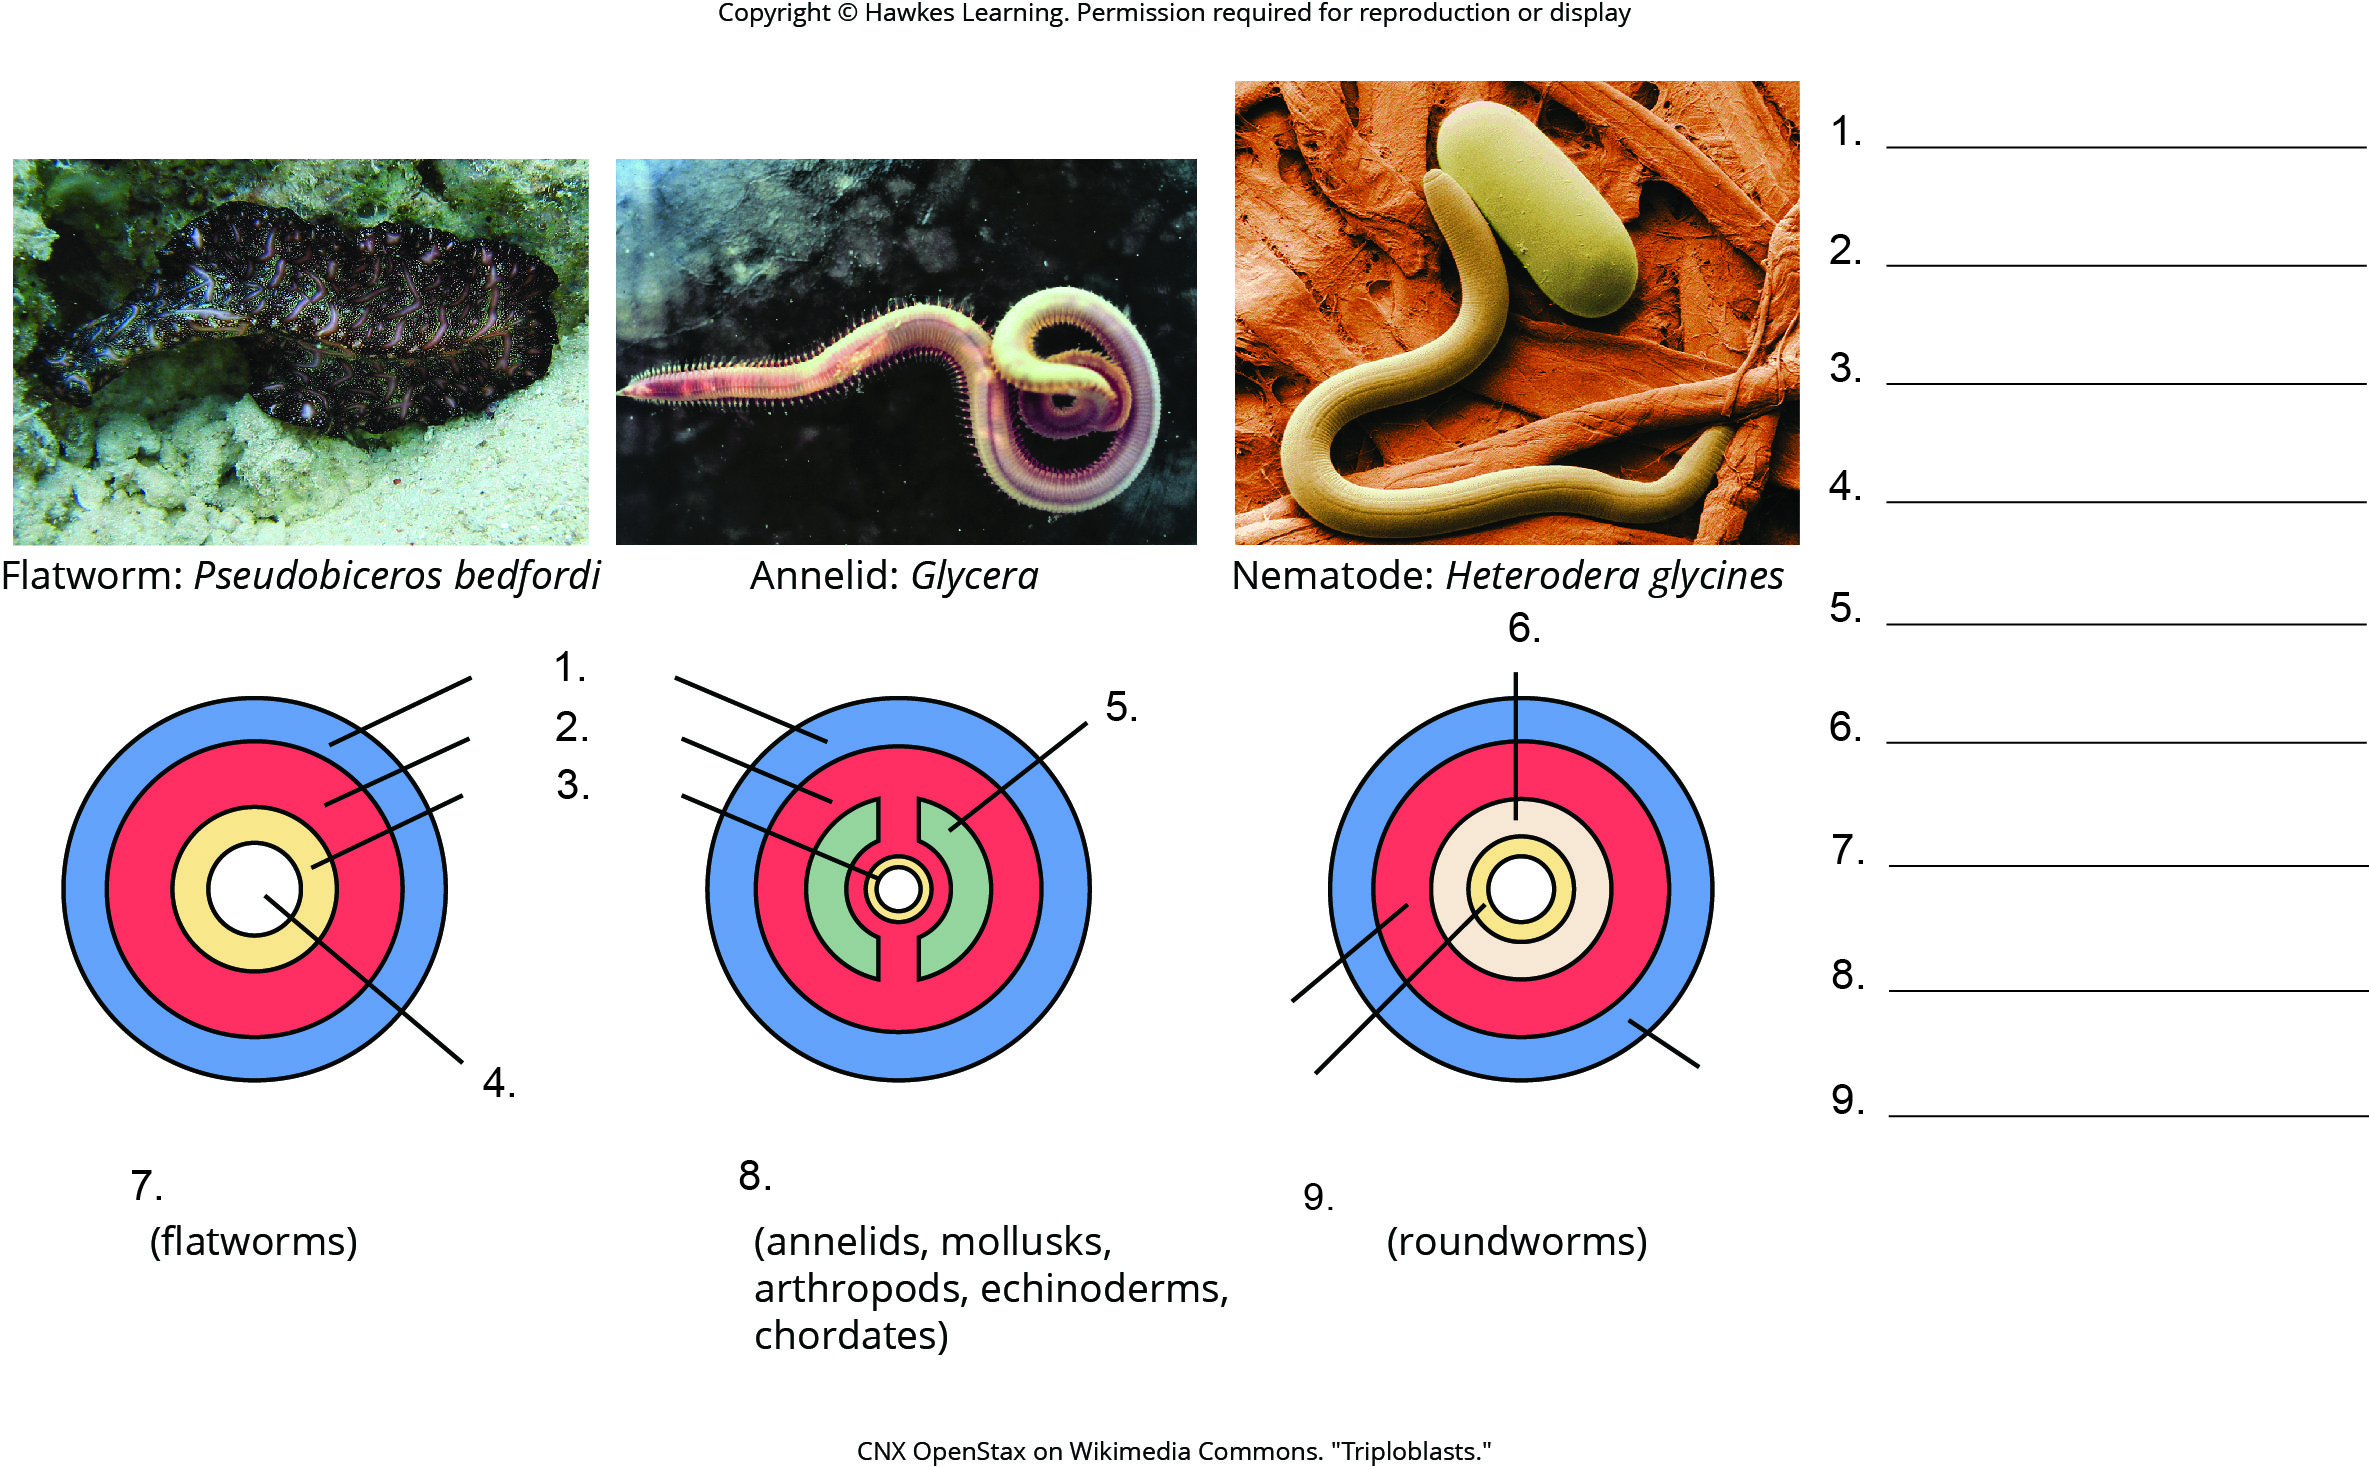 Copyright © Hawkes Learning. Permission required for reproduction or display
Flatworm: Pseudobiceros bedfordi
Annelid: Glycera
Nematode: Heterodera glycines
1.
2.
3.
4.
5.
6.
7.
(flatworms)
8.
(annelids, mollusks,
arthropods, echinoderms,
chordates)
9.
(roundworms)
1.
2.
3.
4.
5.
6.
7.
8.
9.
CNX OpenStax on Wikimedia Commons. "Triploblasts."